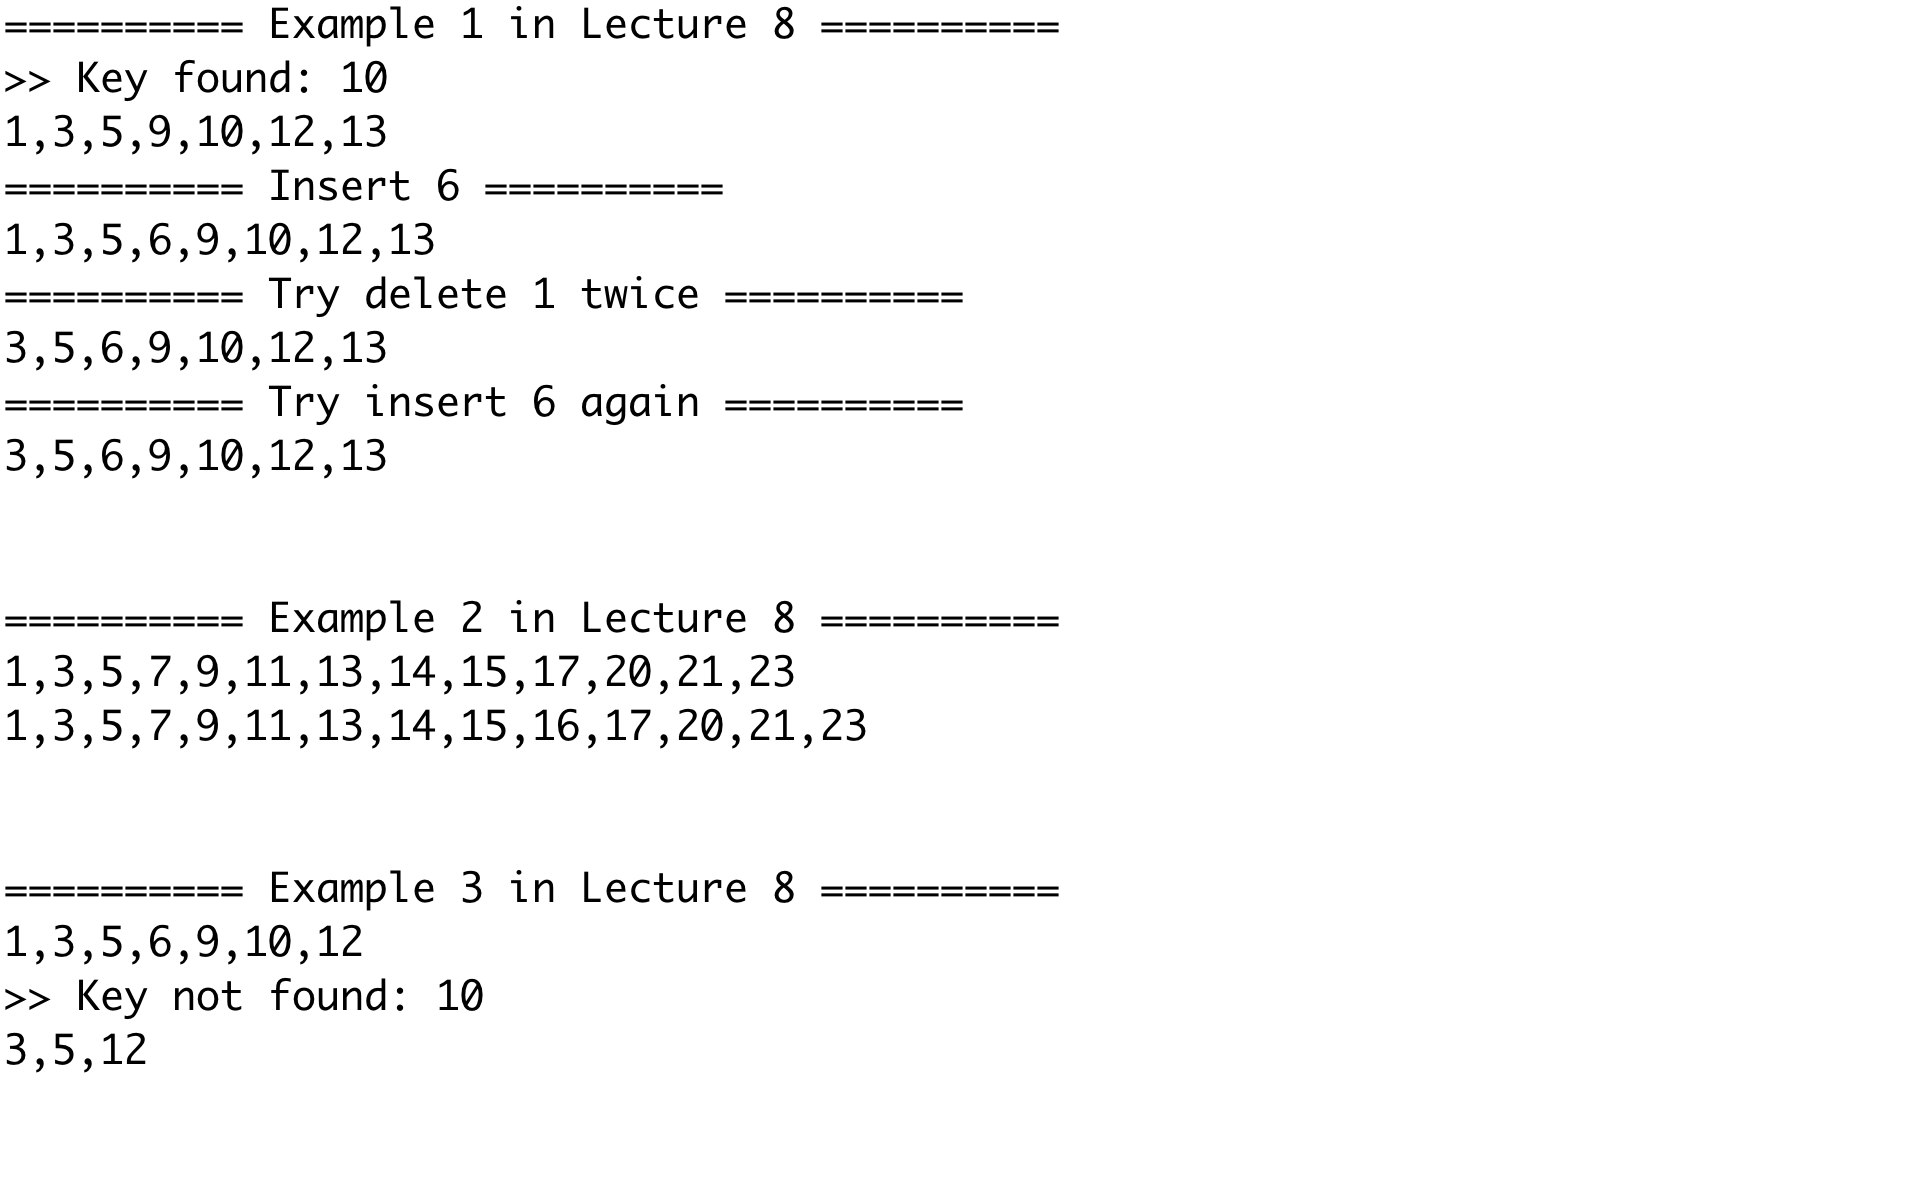 ========== Example 1 in Lecture 8 ==========
>> Key found: 10
1,3,5,9,10,12,13
========== Insert 6 ==========
1,3,5,6,9,10,12,13
========== Try delete 1 twice ==========
3,5,6,9,10,12,13
========== Try insert 6 again ==========
3,5,6,9,10,12,13
========== Example 2 in Lecture 8 ==========
1,3,5,7,9,11,13,14,15,17,20,21,23
1,3,5,7,9,11,13,14,15,16,17,20,21,23
========== Example 3 in Lecture 8 ==========
1,3,5,6,9,10,12
>> Key not found: 10
3,5,12